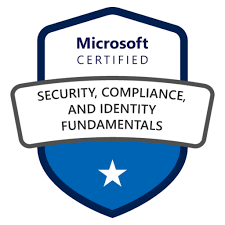 Microsoft
CERTIFIED
SECURITY, COMPLIANCE,
AND IDENTITY
FUNDAMENTALS